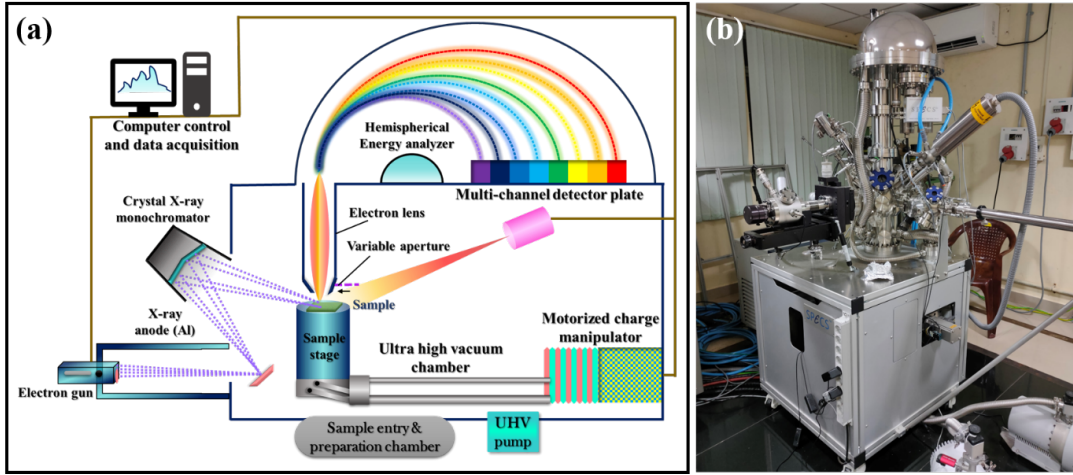 (a)
Computer control
and data acquisition
Hemispherical
Energy analyzer
Multi-channel detector plate
Crystal X-ray
monochromator
Electron lens
Variable aperture
Sample
X-ray
anode (Al)
Sample
stage
Motorized charge
manipulator
Ultra high vacuum
chamber
Electron gun
Sample entry &
preparation chamber
UHV
pump
(b)
SPECS
SPECS